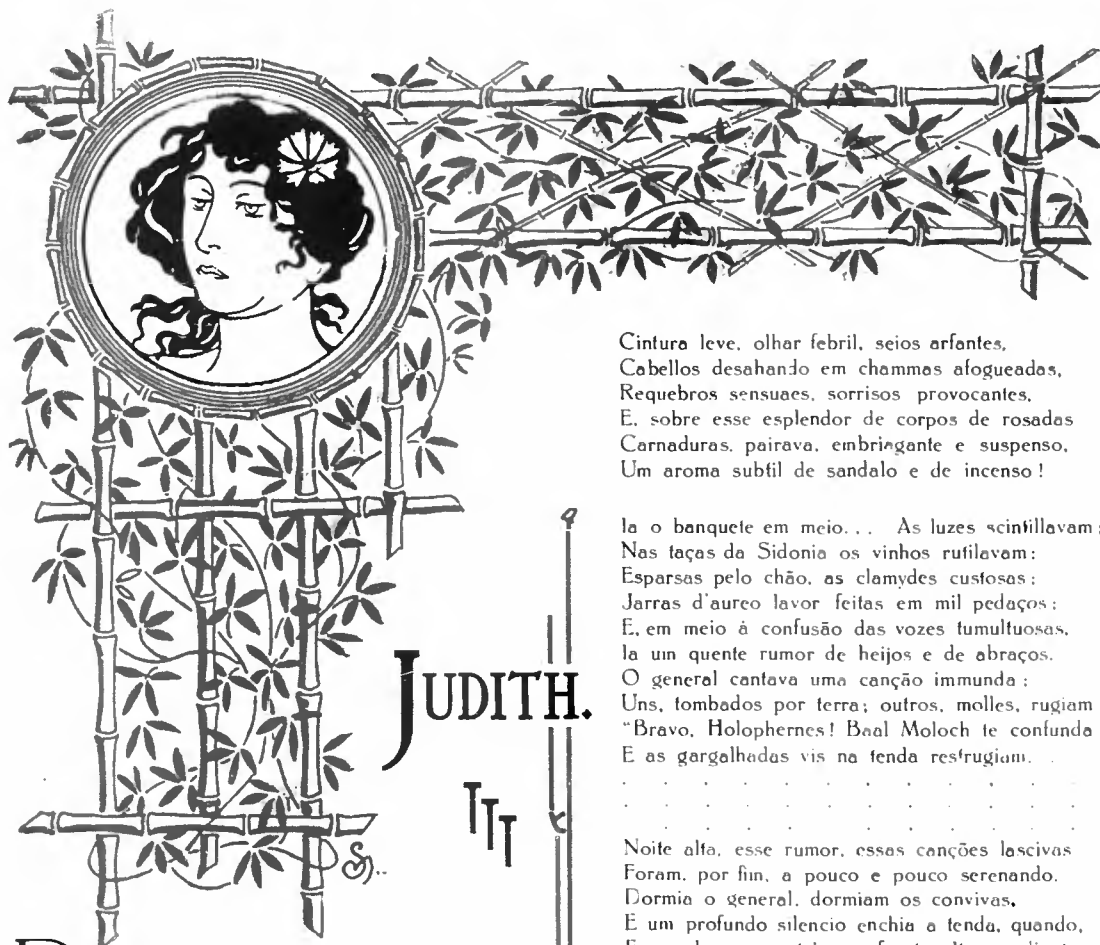 JUDITH.
Cintura leve, olhar febril, seios arfantes,
Cabellos desabando em chammas afogueadas,
Requebros sensuaes, sorrisos provocantes,
E, sobre esse esplendor de corpos de rosadas
Carnaduras, pairava, embriagante e suspenso,
Um aroma subtil de sandalo e de incenso!
Ia o banquete em meio... As luzes scintillavam;
Nas taças da Sidonia os vinhos rutilavam;
Esparsas pelo chão, as clamydes custosas;
Jarras d'aureo lavor feitas em mil pedaços;
E, em meio á confusão das vozes tumultuosas,
Ia um quente rumor de beijos e de abraços.
O general cantava uma canção immunda;
Uns, tombados por terra; outros, molles, rugiam
"Bravo, Holophernes! Baal Moloch te confunda
E as gargalhadas vis na tenda restrugiam.
Noite alta, esse rumor, essas canções lascivas
Foram, por fim, a pouco e pouco serenando.
Dormia o general, dormiam os convivas,
E um profundo silencio enchia a tenda, quando,